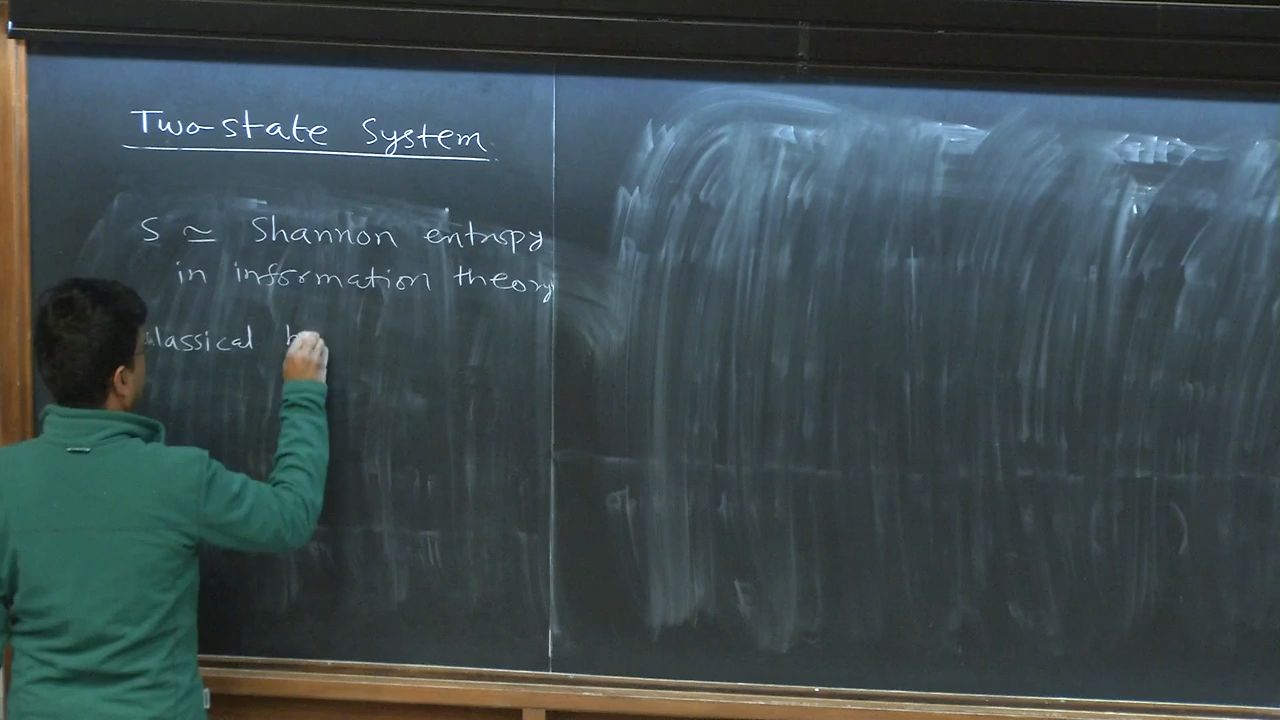 Two-state System
S ≃ Shannon entropy
in information theory
classical